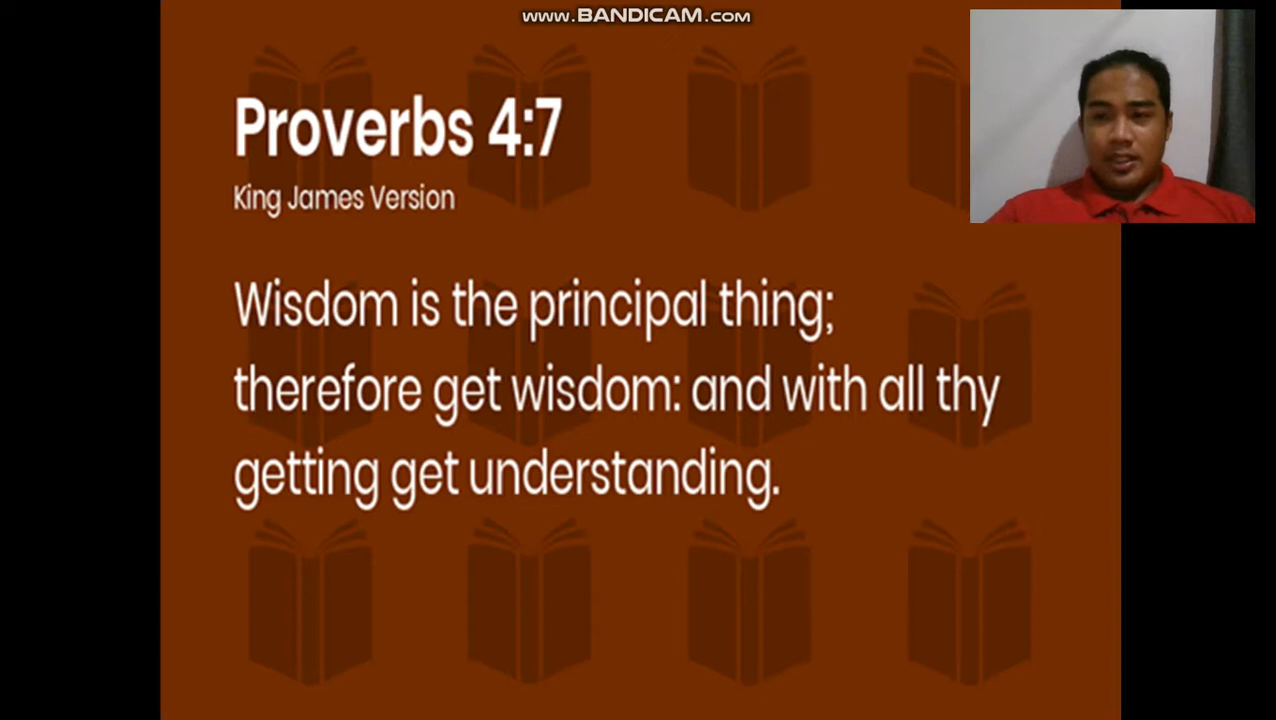 www.BANDICAM.com
Proverbs 4:7
King James Version
Wisdom is the principal thing;
therefore get wisdom: and with all thy
getting get understanding.